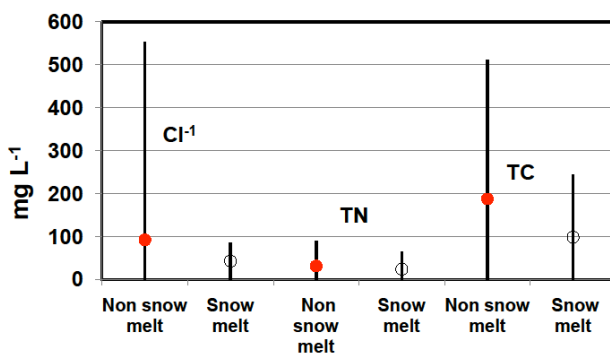 600
500
400
300
200
100
0
mg L-1
Cl-1
TN
TC
Non snow
melt
Snow
melt
Non
snow
melt
Snow
melt
Non snow
melt
Snow
melt